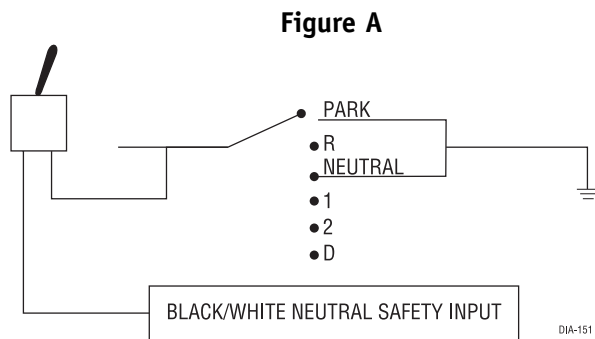 Figure A
PARK
R
NEUTRAL
1
2
D
BLACK/WHITE NEUTRAL SAFETY INPUT
DIA-151